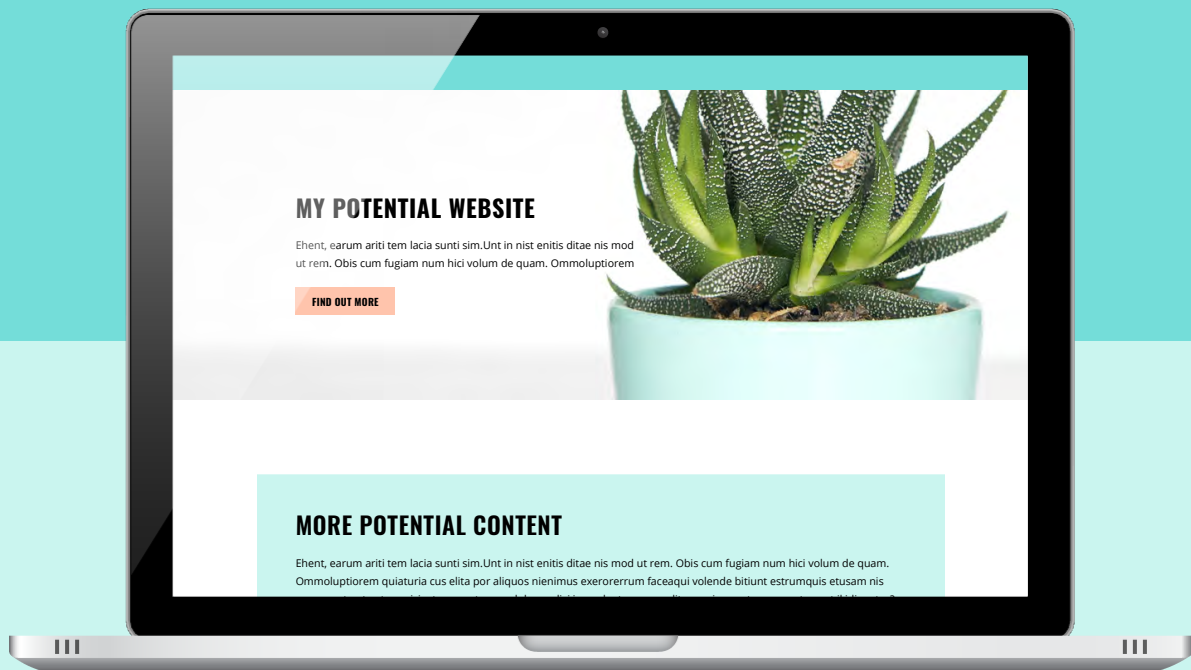 MY POTENTIAL WEBSITE
Ehent, earum ariti tem lacia sunti sim.Unt in nist enitis ditae nis mod
ut rem. Obis cum fugiam num hici volum de quam. Ommoluptiorem
FIND OUT MORE
MORE POTENTIAL CONTENT
Ehent, earum ariti tem lacia sunti sim.Unt in nist enitis ditae nis mod ut rem. Obis cum fugiam num hici volum de quam.
Ommoluptiorem quiaturia cus elita por aliquos nienimus exerorerrum faceaqui volende bitiunt estrumquis etusam nis